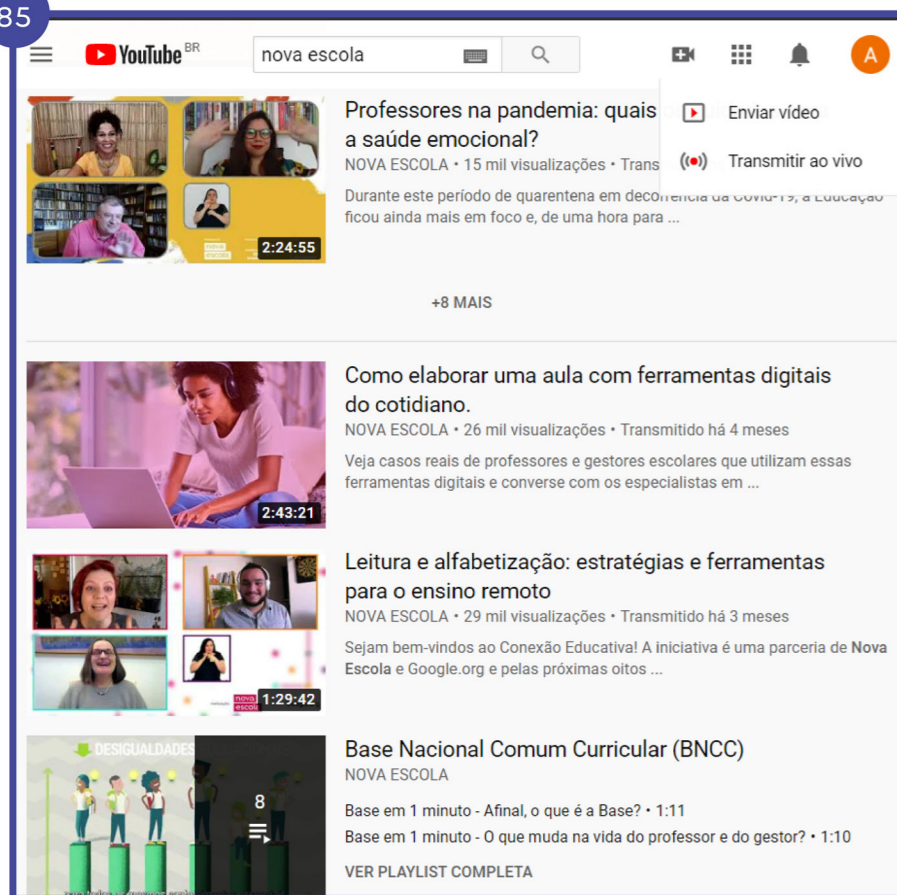 85
YouTube BR
nova escola
A
Enviar vídeo
Transmitir ao vivo
Professores na pandemia: quais
a saúde emocional?
NOVA ESCOLA • 15 mil visualizações • Trans
Durante este período de quarentena em decorrência da Covid-19, a Educação
ficou ainda mais em foco e, de uma hora para ...
nova
escola
2:24:55
+8 MAIS
Como elaborar uma aula com ferramentas digitais
do cotidiano.
NOVA ESCOLA • 26 mil visualizações • Transmitido há 4 meses
Veja casos reais de professores e gestores escolares que utilizam essas
ferramentas digitais e converse com os especialistas em ...
2:43:21
Leitura e alfabetização: estratégias e ferramentas
para o ensino remoto
NOVA ESCOLA • 29 mil visualizações • Transmitido há 3 meses
Sejam bem-vindos ao Conexão Educativa! A iniciativa é uma parceria de Nova
Escola e Google.org e pelas próximas oitos ...
nova
escola
1:29:42
DESIGUALDADES
8
Base Nacional Comum Curricular (BNCC)
NOVA ESCOLA
Base em 1 minuto - Afinal, o que é a Base? • 1:11
Base em 1 minuto - O que muda na vida do professor e do gestor? • 1:10
VER PLAYLIST COMPLETA